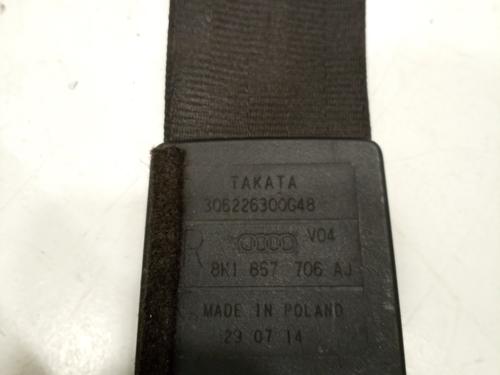 TAKATA
306226300G48
R
V04
8K1 857 706 AJ
MADE IN POLAND
29 07 14